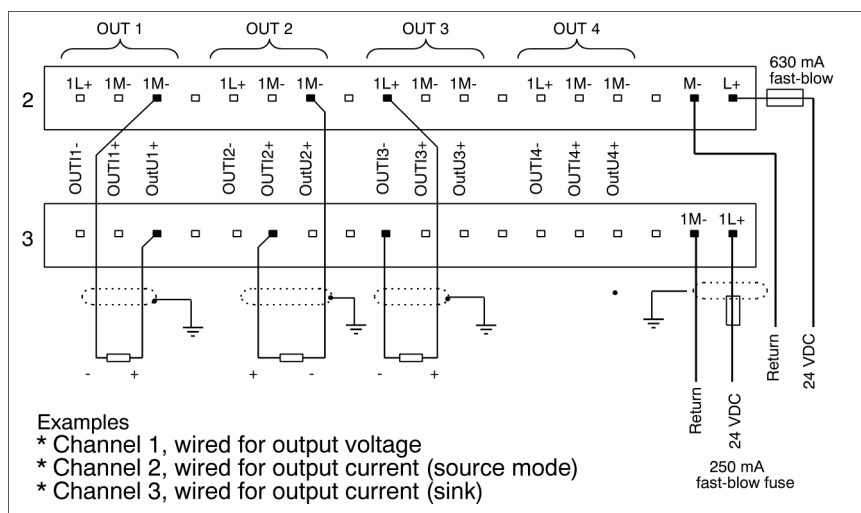 OUT 1 OUT 2 OUT 3 OUT 4
630 mA
fast-blow
1L+ 1M- 1M- 1L+ 1M- 1M- 1L+ 1M- 1M- 1L+ 1M- 1M- M- L+
2
OUTI1- OUTI1+ OutU1+ OUTI2- OUTI2+ OutU2+ OUTI3- OUTI3+ OutU3+ OUTI4- OUTI4+ OutU4+
1M- 1L+
3
- + + - - +
Return 24 VDC Return 24 VDC
250 mA
fast-blow fuse
Examples
* Channel 1, wired for output voltage
* Channel 2, wired for output current (source mode)
* Channel 3, wired for output current (sink)